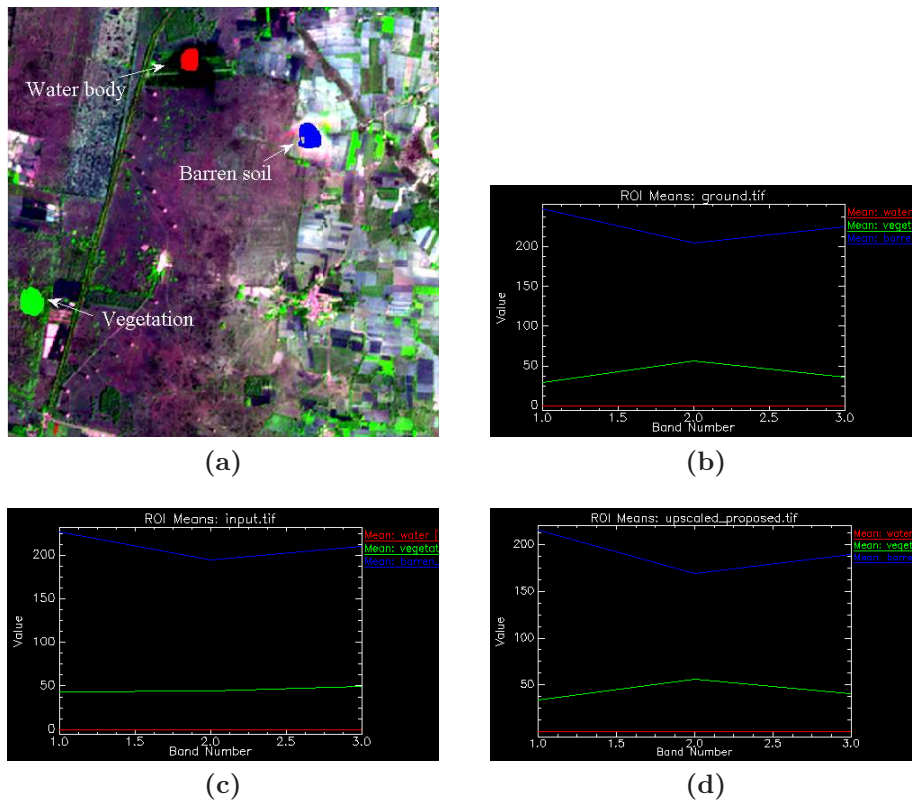 Water body
Barren soil
Vegetation
(a)
ROI Means: ground.tif
Mean: water
Mean: veget
Mean: barre
200
150
100
50
0
Value
1.0 1.5 2.0 2.5 3.0
Band Number
(b)
ROI Means: input.tif
Mean: water [
Mean: vegetat
Mean: barren
200
150
100
50
0
Value
1.0 1.5 2.0 2.5 3.0
Band Number
(c)
ROI Means: upscaled_proposed.tif
Mean: water
Mean: veget
Mean: barre
200
150
100
50
Value
1.0 1.5 2.0 2.5 3.0
Band Number
(d)